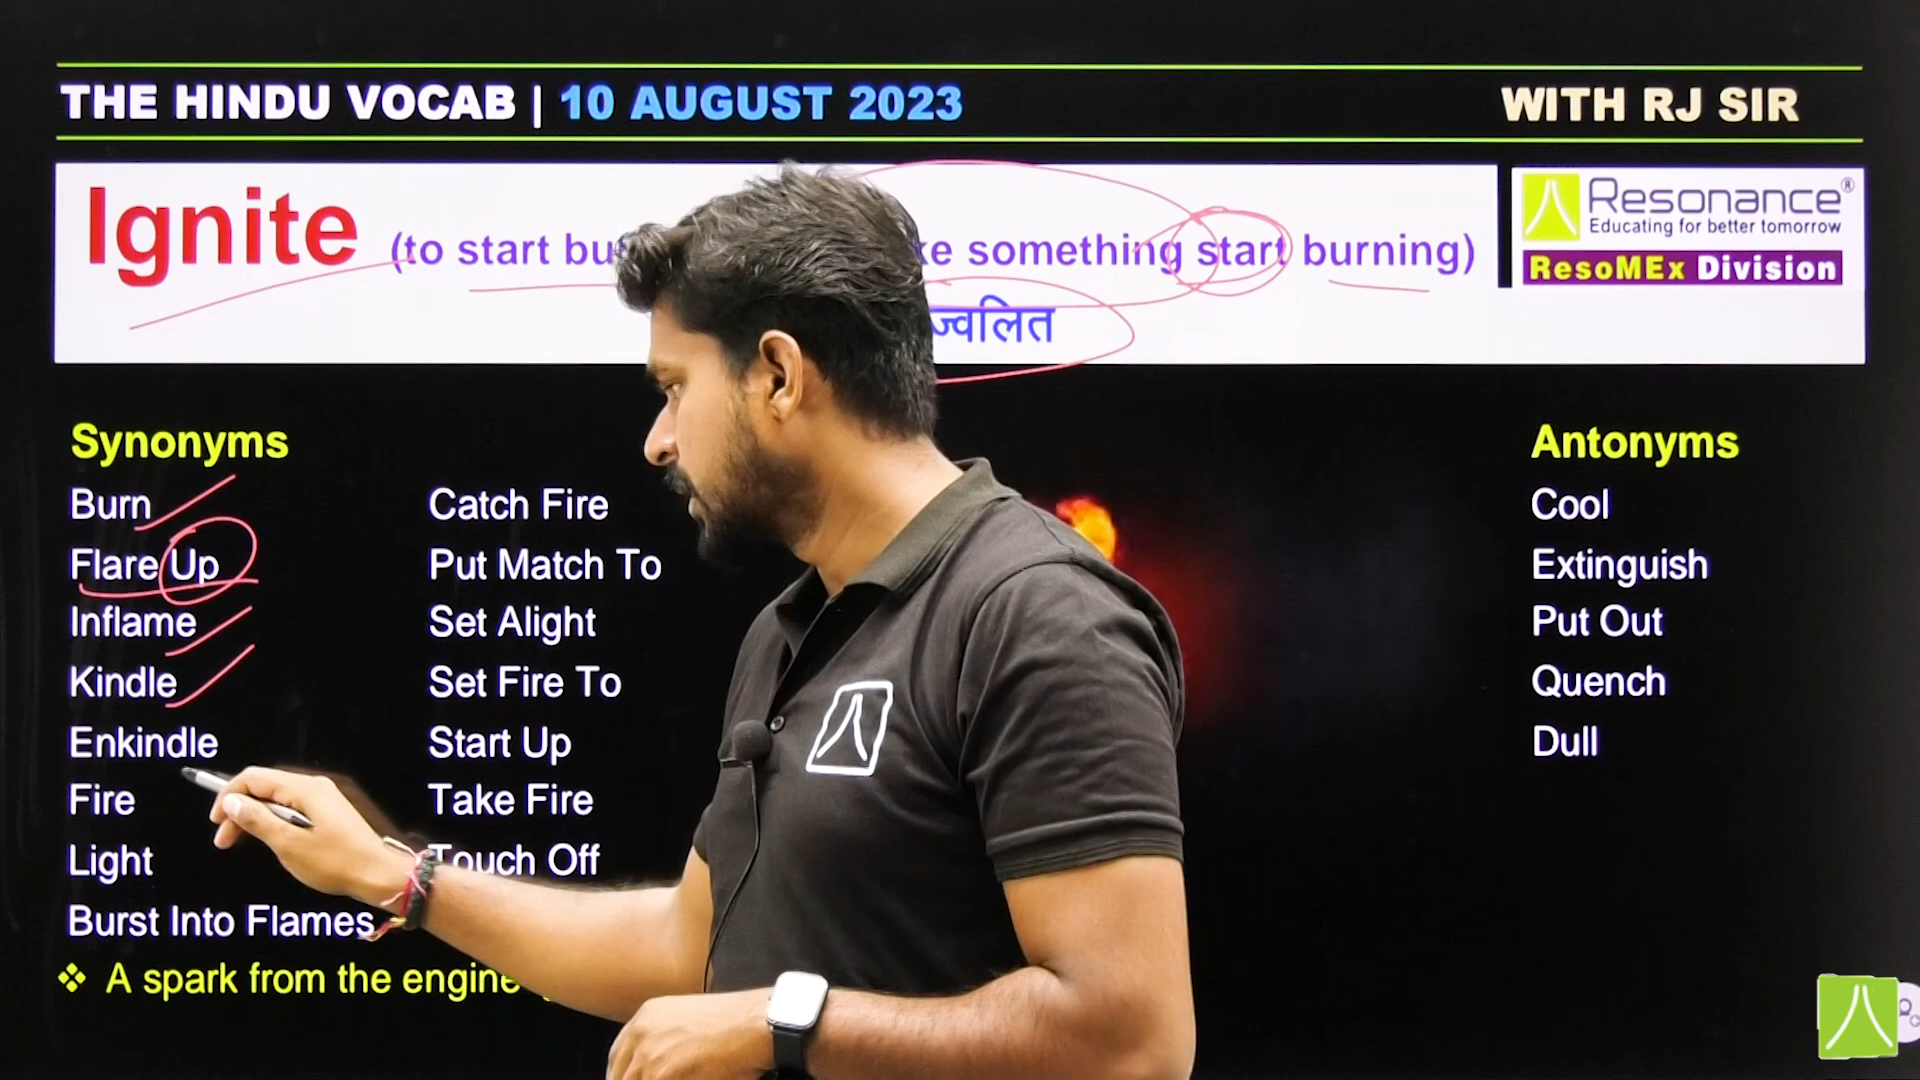 THE HINDU VOCAB | 10 AUGUST 2023
WITH RJ SIR
Ignite (to start something start burning)
Resonance®
Educating for better tomorrow
ResoMEx Division
Synonyms
Burn
Flare Up
Inflame
Kindle
Enkindle
Fire
Light
Burst Into Flames
Catch Fire
Put Match To
Set Alight
Set Fire To
Start Up
Take Fire
Touch Off
Antonyms
Cool
Extinguish
Put Out
Quench
Dull
❖ A spark from the engine